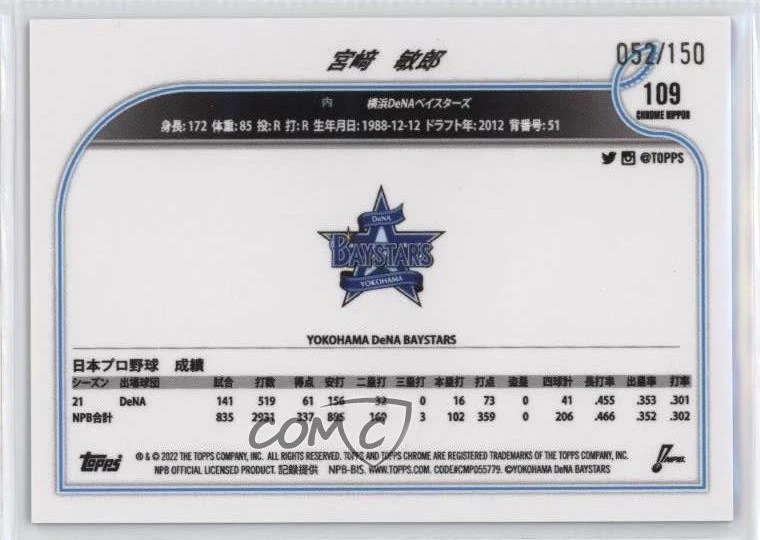 宮﨑 敏郎
052/150
109
CHROME NIPPON
内 横浜DeNAベイスターズ
身長: 172 体重: 85 投: R 打: R 生年月日: 1988-12-12 ドラフト年: 2012 背番号: 51
@TOPPS
DeNA
BAYSTARS
YOKOHAMA
YOKOHAMA DeNA BAYSTARS
日本プロ野球 成績
シーズン 出場球団 試合 打数 得点 安打 二塁打 三塁打 本塁打 打点 盗塁 四球計 長打率 出塁率 打率
21 DeNA 141 519 61 156 32 0 16 73 0 41 .455 .353 .301
NPB合計 835 2931 337 895 160 3 102 359 0 206 .466 .352 .302
COMC
Topps
® & © 2022 THE TOPPS COMPANY, INC. ALL RIGHTS RESERVED. TOPPS AND TOPPS CHROME ARE REGISTERED TRADEMARKS OF THE TOPPS COMPANY, INC.
NPB OFFICIAL LICENSED PRODUCT. 記録提供 NPB-BIS. WWW.TOPPS.COM. CODE#CMP055779. ©YOKOHAMA DeNA BAYSTARS
NPB